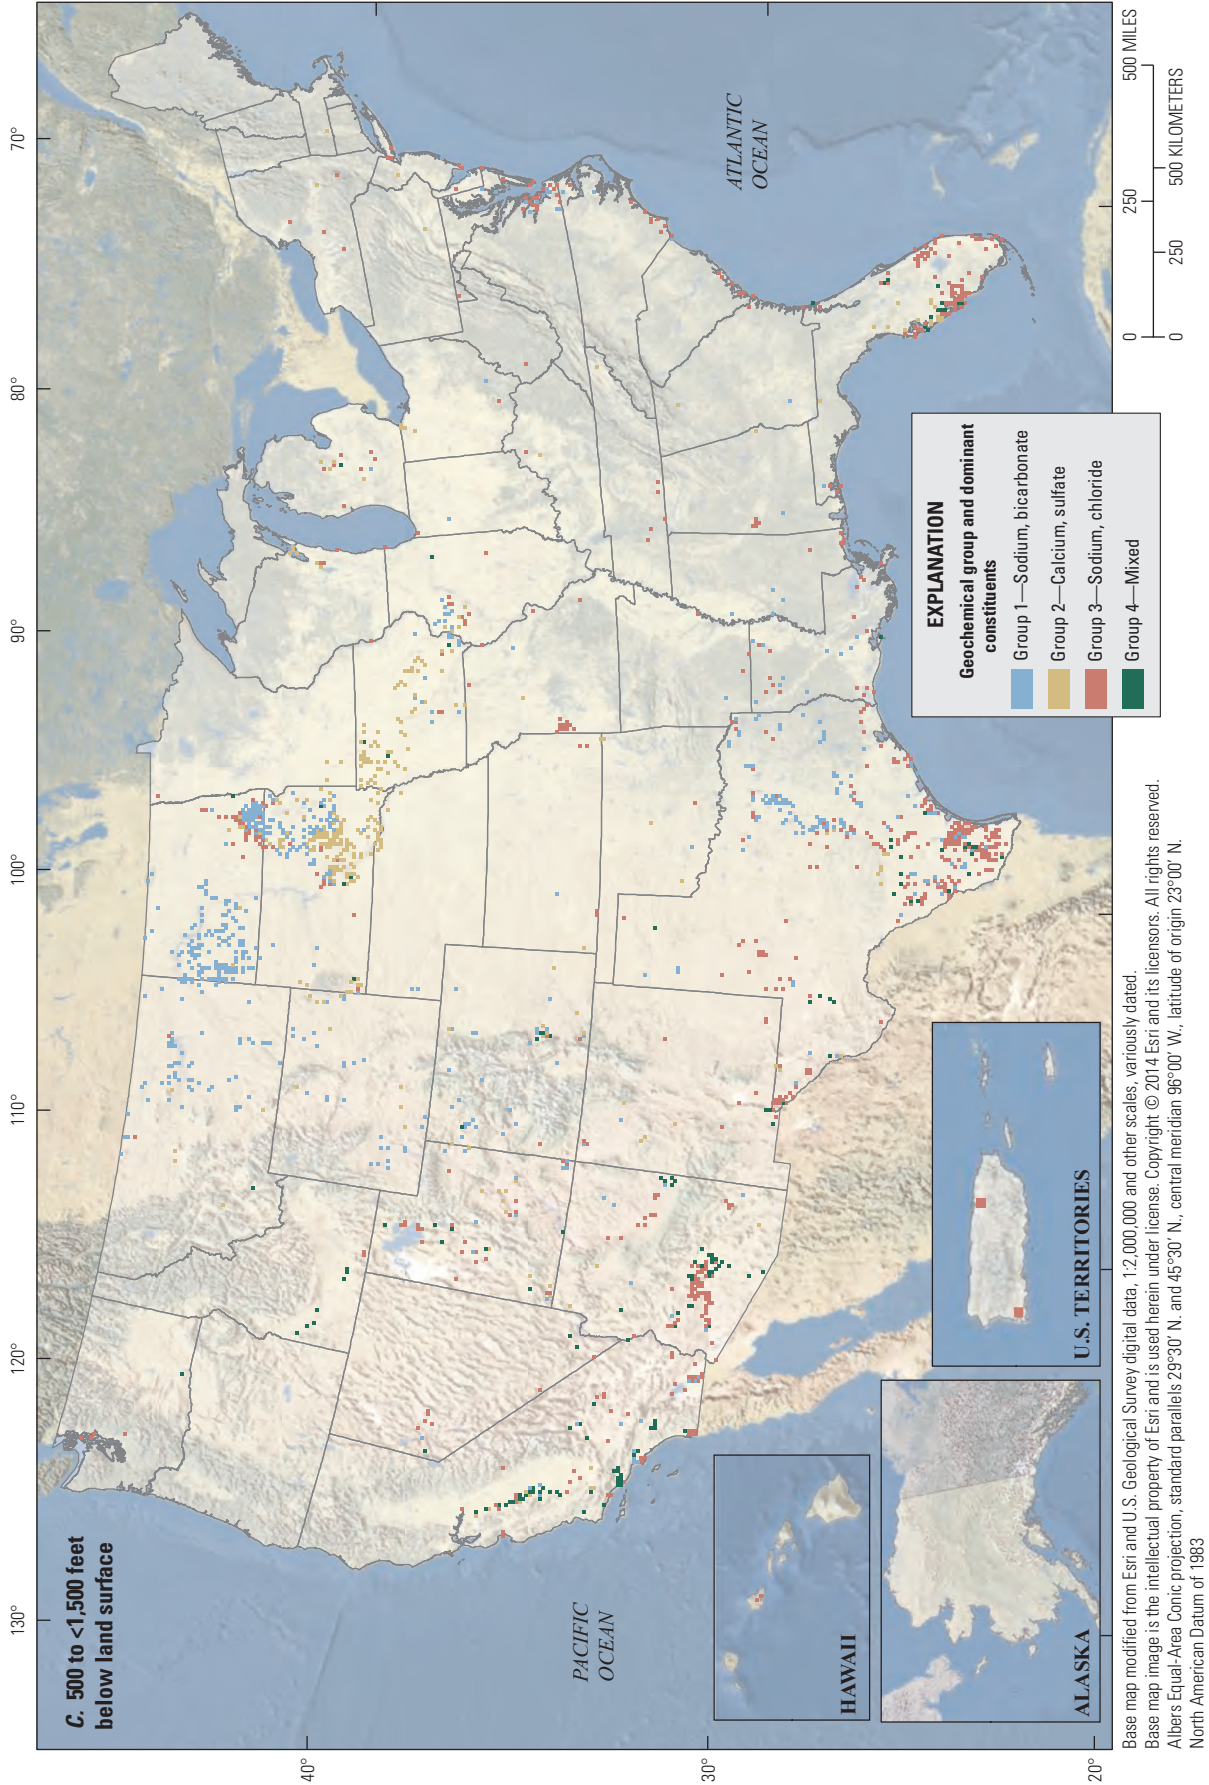 C. 500 to <1,500 feet
below land surface
130°
120°
110°
100°
90°
80°
70°
40°
30°
20°
PACIFIC
OCEAN
ATLANTIC
OCEAN
HAWAII
ALASKA
U.S. TERRITORIES
EXPLANATION
Geochemical group and dominant
constituents
Group 1—Sodium, bicarbonate
Group 2—Calcium, sulfate
Group 3—Sodium, chloride
Group 4—Mixed
0 250 500 MILES
0 250 500 KILOMETERS
Base map modified from Esri and U.S. Geological Survey digital data, 1:2,000,000 and other scales, variously dated.
Base map image is the intellectual property of Esri and is used herein under license. Copyright © 2014 Esri and its licensors. All rights reserved.
Albers Equal-Area Conic projection, standard parallels 29°30' N. and 45°30' N., central meridian 96°00' W., latitude of origin 23°00' N.
North American Datum of 1983